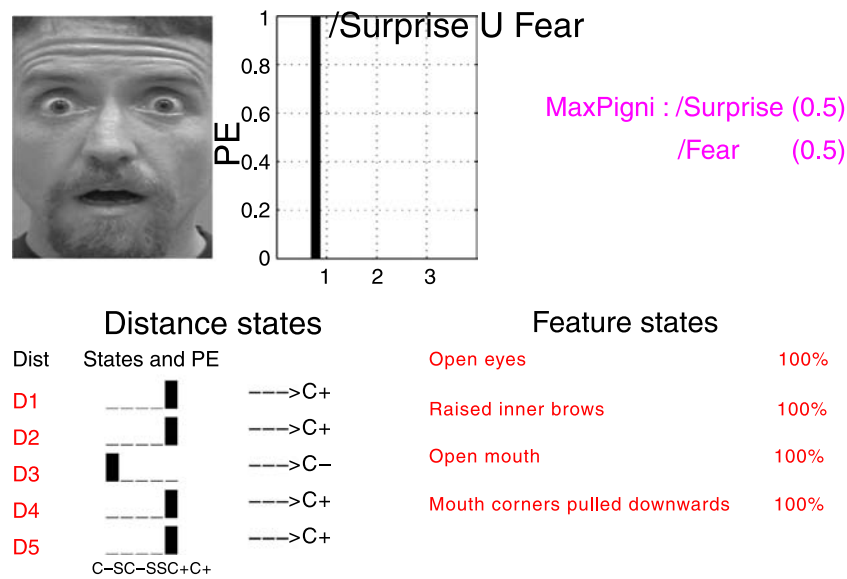 /Surprise U Fear
1
0.8
0.6
0.4
0.2
0
PE
1 2 3
MaxPigni : /Surprise (0.5)
/Fear (0.5)
Distance states
Dist States and PE
D1 --->C+
D2 --->C+
D3 --->C−
D4 --->C+
D5 --->C+
C−SC−SSC+C+
Feature states
Open eyes 100%
Raised inner brows 100%
Open mouth 100%
Mouth corners pulled downwards 100%